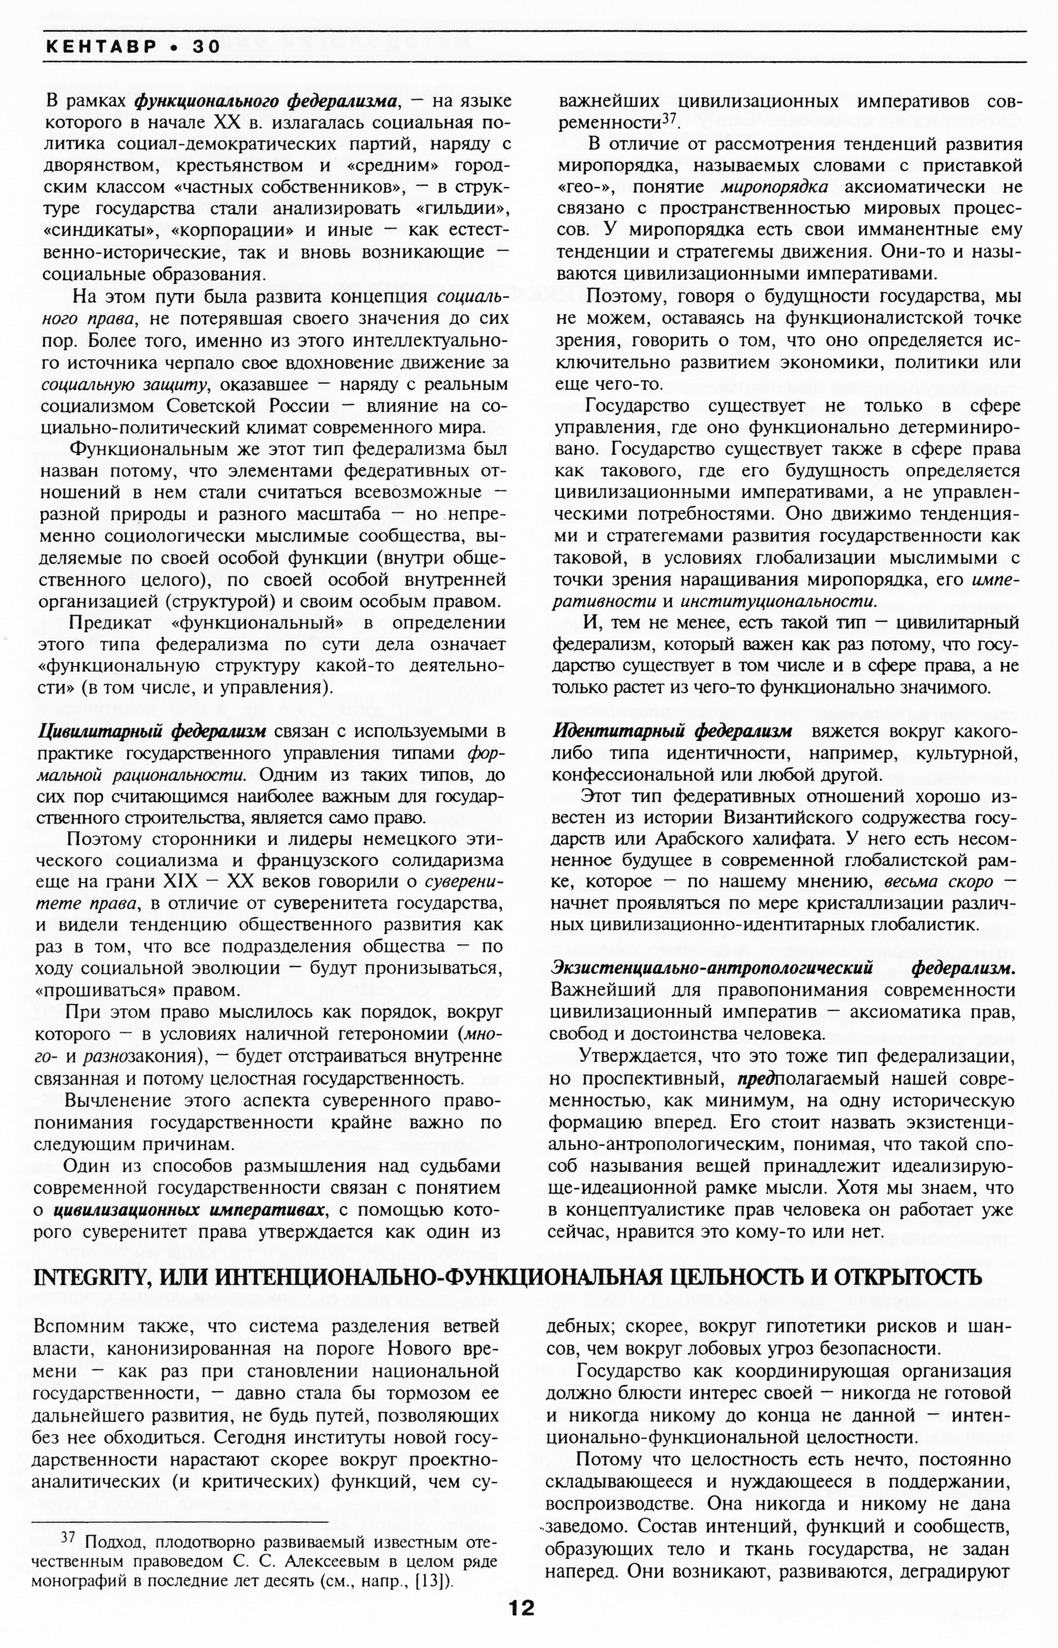 КЕНТАВР • 30
В рамках функционального федерализма, — на языке
которого в начале XX в. излагалась социальная по-
литика социал-демократических партий, наряду с
дворянством, крестьянством и «средним» город-
ским классом «частных собственников», — в струк-
туре государства стали анализировать «гильдии»,
«синдикаты», «корпорации» и иные — как естест-
венно-исторические, так и вновь возникающие —
социальные образования.
На этом пути была развита концепция социаль-
ного права, не потерявшая своего значения до сих
пор. Более того, именно из этого интеллектуально-
го источника черпало свое вдохновение движение за
социальную защиту, оказавшее — наряду с реальным
социализмом Советской России — влияние на со-
циально-политический климат современного мира.
Функциональным же этот тип федерализма был
назван потому, что элементами федеративных от-
ношений в нем стали считаться всевозможные —
разной природы и разного масштаба — но непре-
менно социологически мыслимые сообщества, вы-
деляемые по своей особой функции (внутри обще-
ственного целого), по своей особой внутренней
организацией (структурой) и своим особым правом.
Предикат «функциональный» в определении
этого типа федерализма по сути дела означает
«функциональную структуру какой-то деятельно-
сти» (в том числе, и управления).
Цивилитарный федерализм связан с используемыми в
практике государственного управления типами фор-
мальной рациональности. Одним из таких типов, до
сих пор считающимся наиболее важным для государ-
ственного строительства, является само право.
Поэтому сторонники и лидеры немецкого эти-
ческого социализма и французского солидаризма
еще на грани XIX — XX веков говорили о суверени-
тете права, в отличие от суверенитета государства,
и видели тенденцию общественного развития как
раз в том, что все подразделения общества — по
ходу социальной эволюции — будут пронизываться,
«прошиваться» правом.
При этом право мыслилось как порядок, вокруг
которого — в условиях наличной гетерономии (мно-
го- и разнозакония), — будет отстраиваться внутренне
связанная и потому целостная государственность.
Вычленение этого аспекта суверенного право-
понимания государственности крайне важно по
следующим причинам.
Один из способов размышления над судьбами
современной государственности связан с понятием
о цивилизационных императивах, с помощью кото-
рого суверенитет права утверждается как один из
важнейших цивилизационных императивов сов-
ременности37.
В отличие от рассмотрения тенденций развития
миропорядка, называемых словами с приставкой
«гео-», понятие миропорядка аксиоматически не
связано с пространственностью мировых процес-
сов. У миропорядка есть свои имманентные ему
тенденции и стратегемы движения. Они-то и назы-
ваются цивилизационными императивами.
Поэтому, говоря о будущности государства, мы
не можем, оставаясь на функционалистской точке
зрения, говорить о том, что оно определяется ис-
ключительно развитием экономики, политики или
еще чего-то.
Государство существует не только в сфере
управления, где оно функционально детерминиро-
вано. Государство существует также в сфере права
как такового, где его будущность определяется
цивилизационными императивами, а не управлен-
ческими потребностями. Оно движимо тенденция-
ми и стратегемами развития государственности как
таковой, в условиях глобализации мыслимыми с
точки зрения наращивания миропорядка, его импе-
ративности и институциональности.
И, тем не менее, есть такой тип — цивилитарный
федерализм, который важен как раз потому, что госу-
дарство существует в том числе и в сфере права, а не
только растет из чего-то функционально значимого.
Идентитарный федерализм вяжется вокруг какого-
либо типа идентичности, например, культурной,
конфессиональной или любой другой.
Этот тип федеративных отношений хорошо из-
вестен из истории Византийского содружества госу-
дарств или Арабского халифата. У него есть несом-
ненное будущее в современной глобалистской рам-
ке, которое — по нашему мнению, весьма скоро —
начнет проявляться по мере кристаллизации различ-
ных цивилизационно-идентитарных глобалистик.
Экзистенциально-антропологический федерализм.
Важнейший для правопонимания современности
цивилизационный императив — аксиоматика прав,
свобод и достоинства человека.
Утверждается, что это тоже тип федерализации,
но проспективный, предполагаемый нашей совре-
менностью, как минимум, на одну историческую
формацию вперед. Его стоит назвать экзистенци-
ально-антропологическим, понимая, что такой спо-
соб называния вещей принадлежит идеализирую-
ще-идеационной рамке мысли. Хотя мы знаем, что
в концептуалистике прав человека он работает уже
сейчас, нравится это кому-то или нет.
INTEGRITY, ИЛИ ИНТЕНЦИОНАЛЬНО-ФУНКЦИОНАЛЬНАЯ ЦЕЛЬНОСТЬ И ОТКРЫТОСТЬ
Вспомним также, что система разделения ветвей
власти, канонизированная на пороге Нового вре-
мени — как раз при становлении национальной
государственности, — давно стала бы тормозом ее
дальнейшего развития, не будь путей, позволяющих
без нее обходиться. Сегодня институты новой госу-
дарственности нарастают скорее вокруг проектно-
аналитических (и критических) функций, чем су-
37 Подход, плодотворно развиваемый известным оте-
чественным правоведом С. С. Алексеевым в целом ряде
монографий в последние лет десять (см., напр., [13]).
дебных; скорее, вокруг гипотетики рисков и шан-
сов, чем вокруг лобовых угроз безопасности.
Государство как координирующая организация
должно блюсти интерес своей — никогда не готовой
и никогда никому до конца не данной — интен-
ционально-функциональной целостности.
Потому что целостность есть нечто, постоянно
складывающееся и нуждающееся в поддержании,
воспроизводстве. Она никогда и никому не дана
заведомо. Состав интенций, функций и сообществ,
образующих тело и ткань государства, не задан
наперед. Они возникают, развиваются, деградируют
12